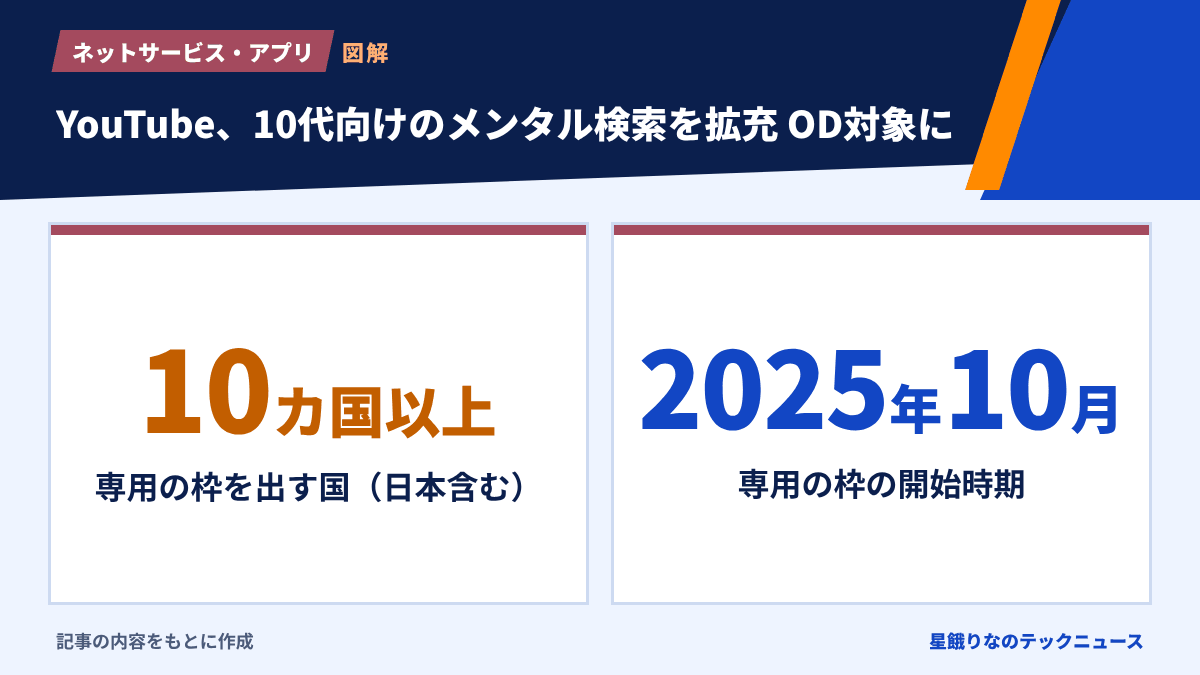 ネットサービス・アプリ 図解
YouTube、10代向けのメンタル検索を拡充 OD対象に
10カ国以上
専用の枠を出す国（日本含む）
2025年10月
専用の枠の開始時期
記事の内容をもとに作成
星餓りなのテックニュース